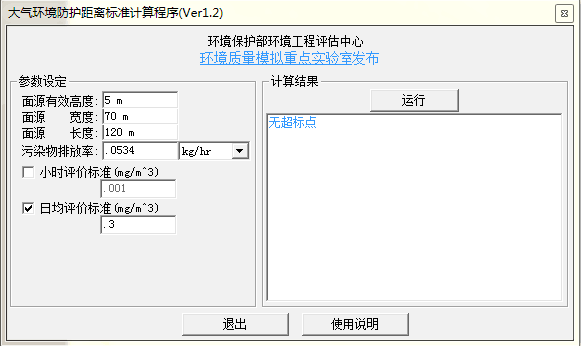 大气环境防护距离标准计算程序(Ver1.2)
环境保护部环境工程评估中心
环境质量模拟重点实验室发布
参数设定
面源有效高度: 5 m
面源 宽度: 70 m
面源 长度: 120 m
污染物排放率: .0534 kg/hr
小时评价标准(mg/m^3)
.001
日均评价标准(mg/m^3)
.3
计算结果
运行
无超标点
退出 使用说明